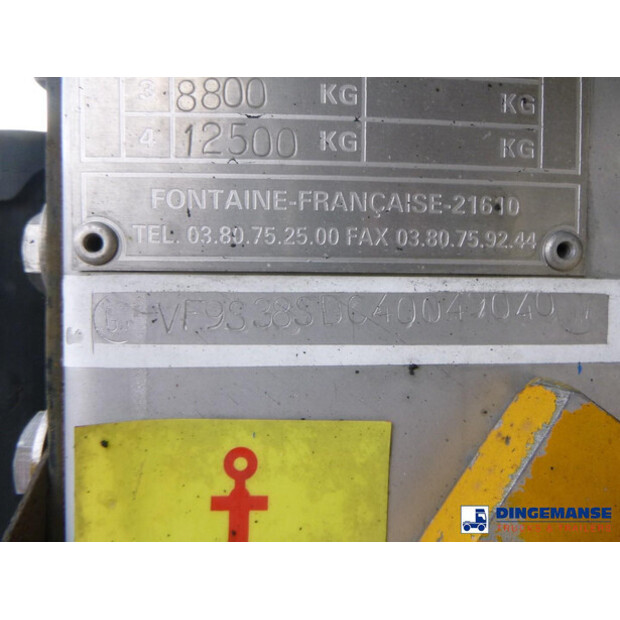 3 8800 KG KG
4 12500 KG KG
FONTAINE-FRANÇAISE-21610
TEL. 03.80.75.25.00 FAX 03.80.75.92.44
VF9S38SDC40042040
DINGEMANSE